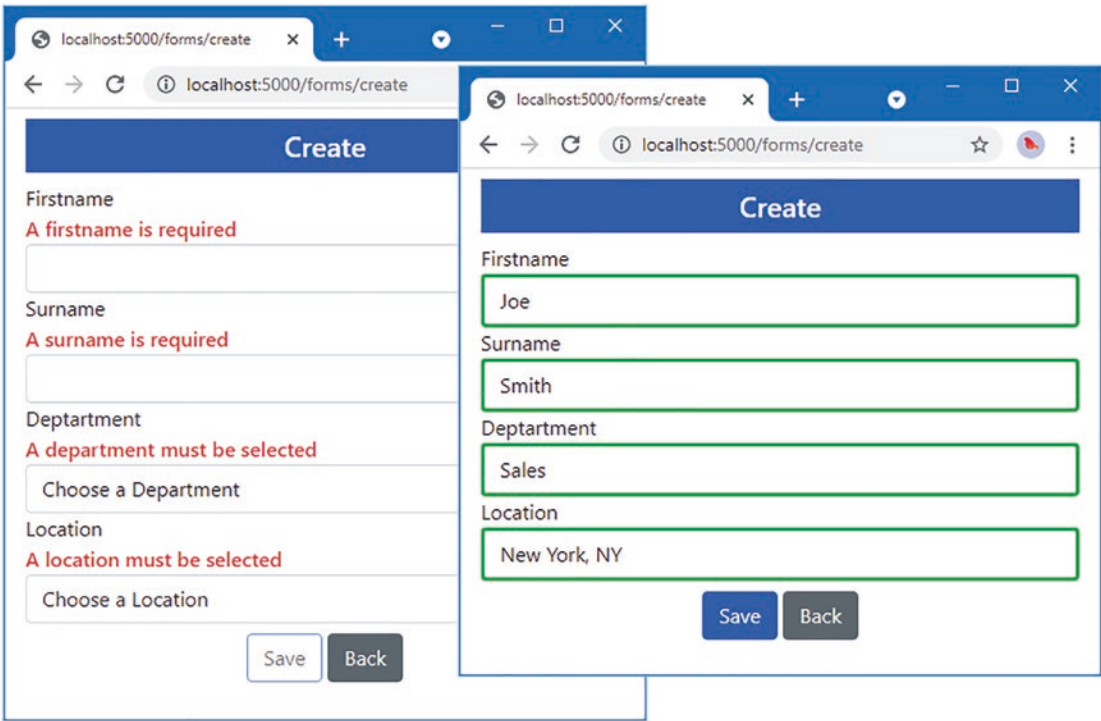 localhost:5000/forms/create
localhost:5000/forms/create
Create
Firstname
A firstname is required
Surname
A surname is required
Deptartment
A department must be selected
Choose a Department
Location
A location must be selected
Choose a Location
Save Back
localhost:5000/forms/create
localhost:5000/forms/create
Create
Firstname
Joe
Surname
Smith
Deptartment
Sales
Location
New York, NY
Save Back